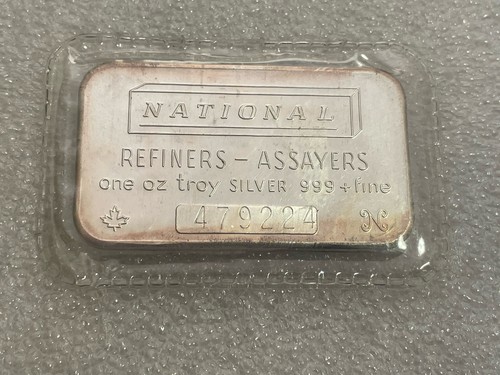 NATIONAL
REFINERS - ASSAYERS
one oz troy SILVER 999 + fine
479224 N